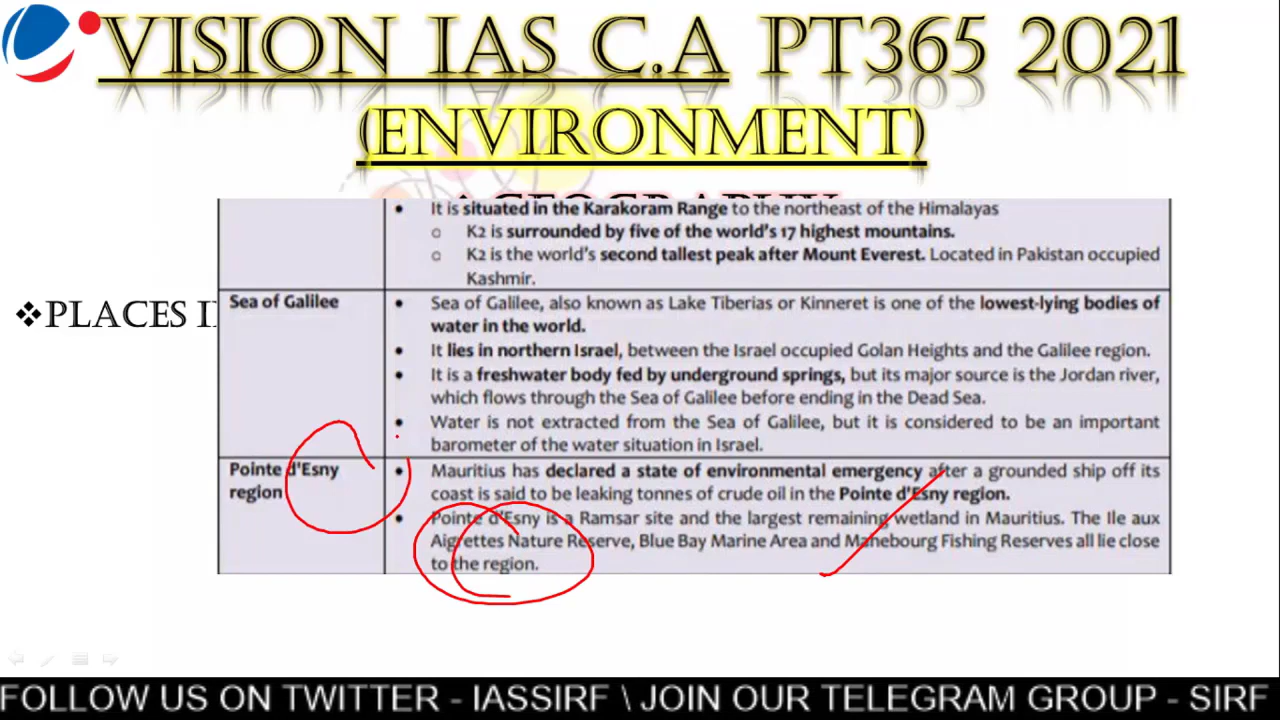 VISION IAS C.A PT365 2021
(ENVIRONMENT)
GEOGRAPHY
❖PLACES I
• It is situated in the Karakoram Range to the northeast of the Himalayas
o K2 is surrounded by five of the world's 17 highest mountains.
o K2 is the world's second tallest peak after Mount Everest. Located in Pakistan occupied
Kashmir.
Sea of Galilee
• Sea of Galilee, also known as Lake Tiberias or Kinneret is one of the lowest-lying bodies of
water in the world.
• It lies in northern Israel, between the Israel occupied Golan Heights and the Galilee region.
• It is a freshwater body fed by underground springs, but its major source is the Jordan river,
which flows through the Sea of Galilee before ending in the Dead Sea.
• Water is not extracted from the Sea of Galilee, but it is considered to be an important
barometer of the water situation in Israel.
Pointe d'Esny
region
• Mauritius has declared a state of environmental emergency after a grounded ship off its
coast is said to be leaking tonnes of crude oil in the Pointe d'Esny region.
• Pointe d'Esny is a Ramsar site and the largest remaining wetland in Mauritius. The Ile aux
Aigrettes Nature Reserve, Blue Bay Marine Area and Manebourg Fishing Reserves all lie close
to the region.
FOLLOW US ON TWITTER - IASSIRF \ JOIN OUR TELEGRAM GROUP - SIRF